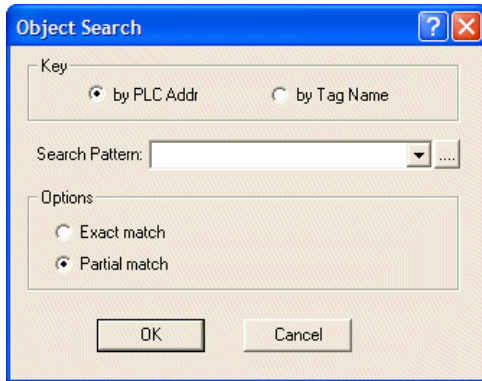 Object Search
Key
by PLC Addr by Tag Name
Search Pattern: ....
Options
Exact match
Partial match
OK Cancel